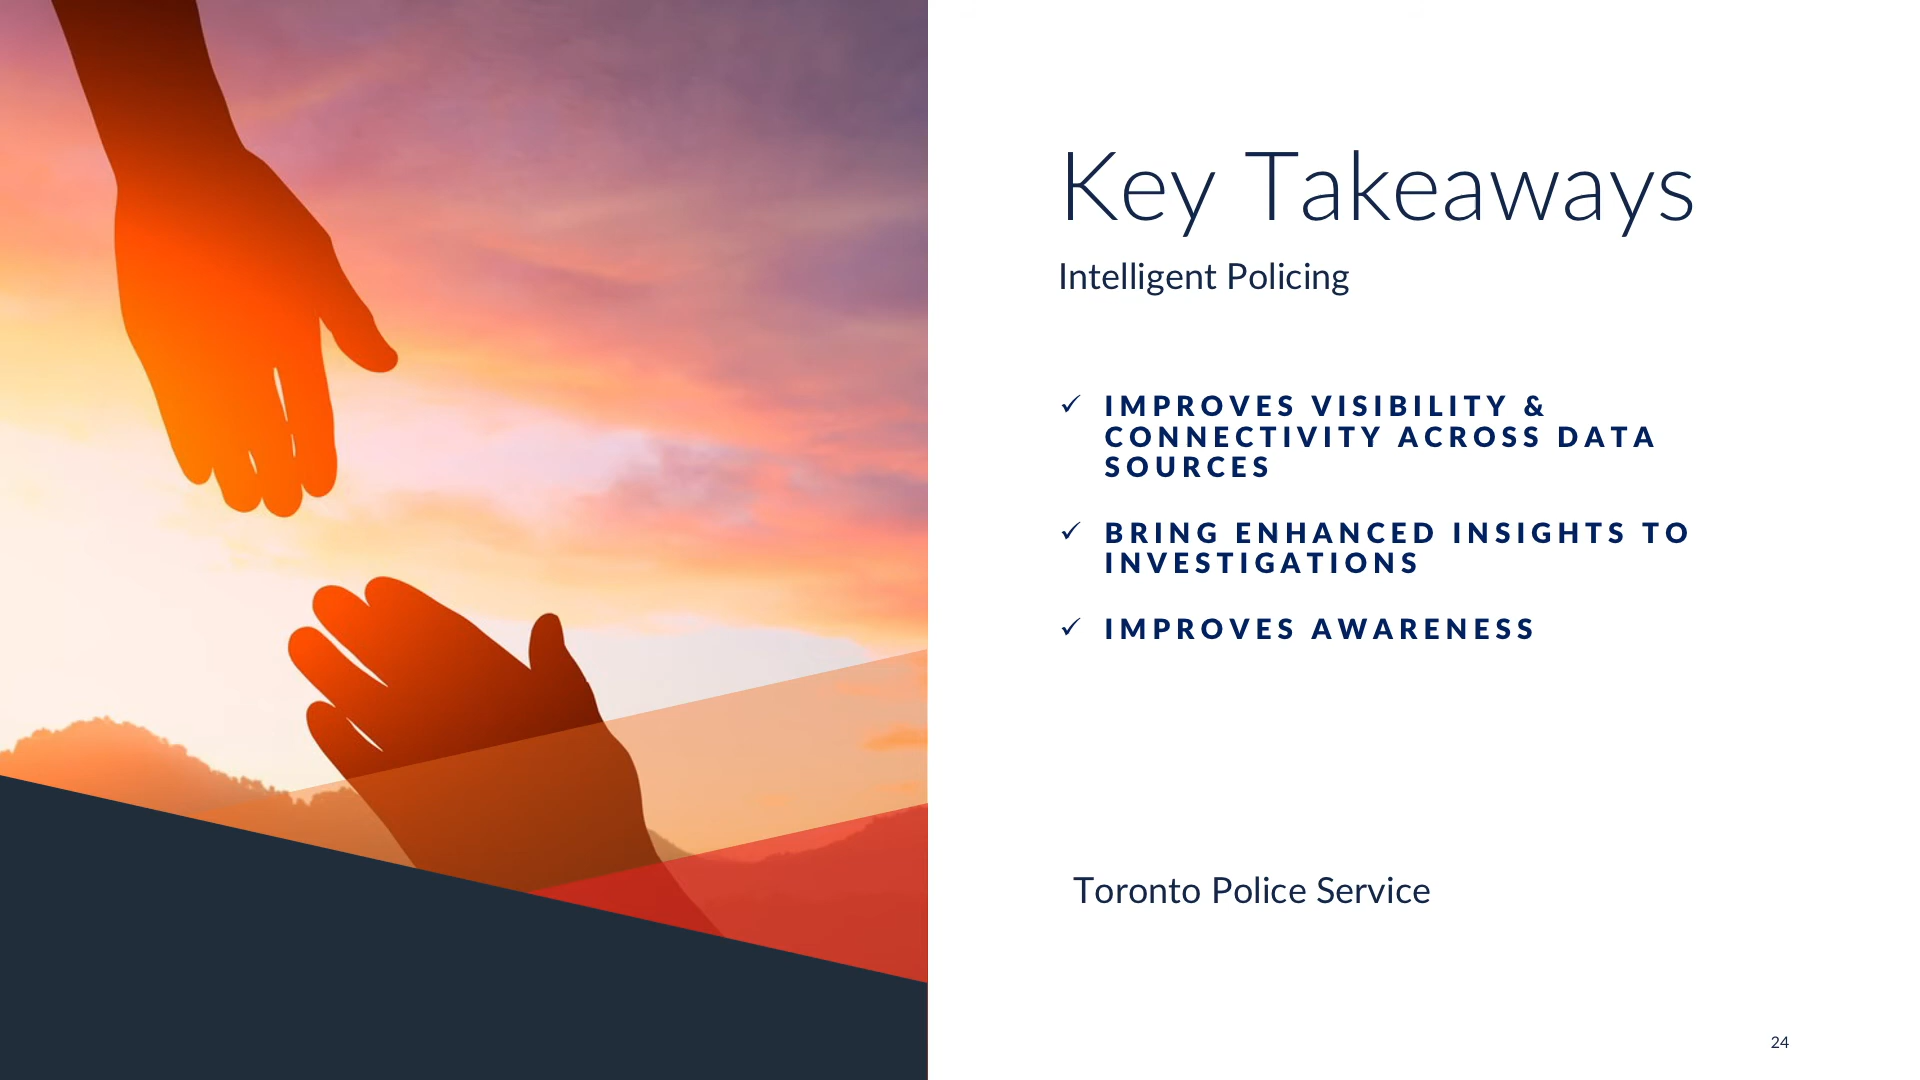 Key Takeaways
Intelligent Policing
✓ IMPROVES VISIBILITY &
CONNECTIVITY ACROSS DATA
SOURCES
✓ BRING ENHANCED INSIGHTS TO
INVESTIGATIONS
✓ IMPROVES AWARENESS
Toronto Police Service
24